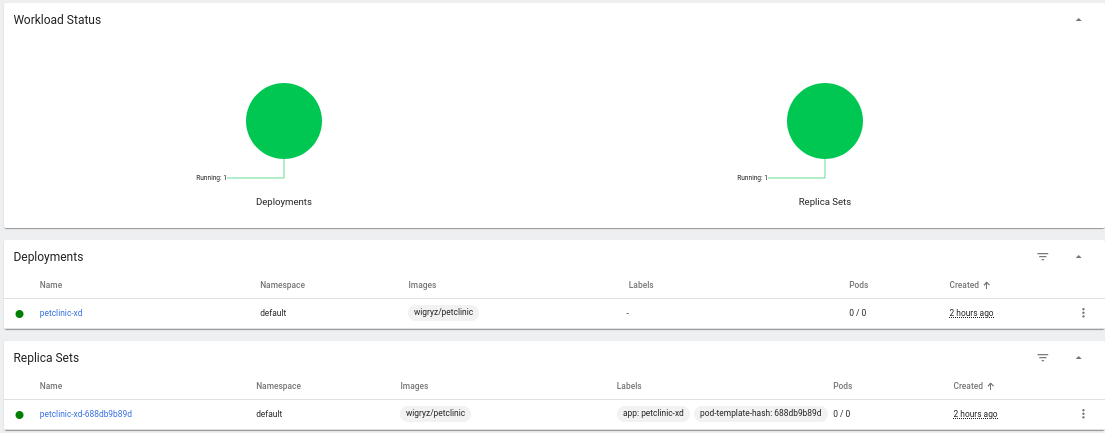 Workload Status
Running: 1
Running: 1
Deployments
Replica Sets
Deployments
Name Namespace Images Labels Pods Created
petclinic-xd default wigryz/petclinic - 0 / 0 2 hours ago
Replica Sets
Name Namespace Images Labels Pods Created
petclinic-xd-688db9b89d default wigryz/petclinic app: petclinic-xd pod-template-hash: 688db9b89d 0 / 0 2 hours ago